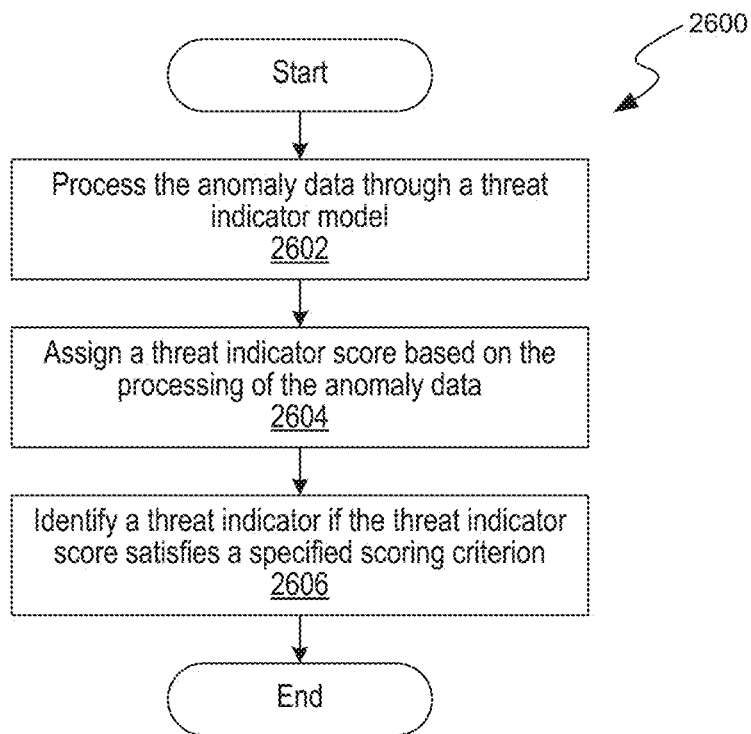 2600
Start
Process the anomaly data through a threat
indicator model
2602
Assign a threat indicator score based on the
processing of the anomaly data
2604
Identify a threat indicator if the threat indicator
score satisfies a specified scoring criterion
2606
End